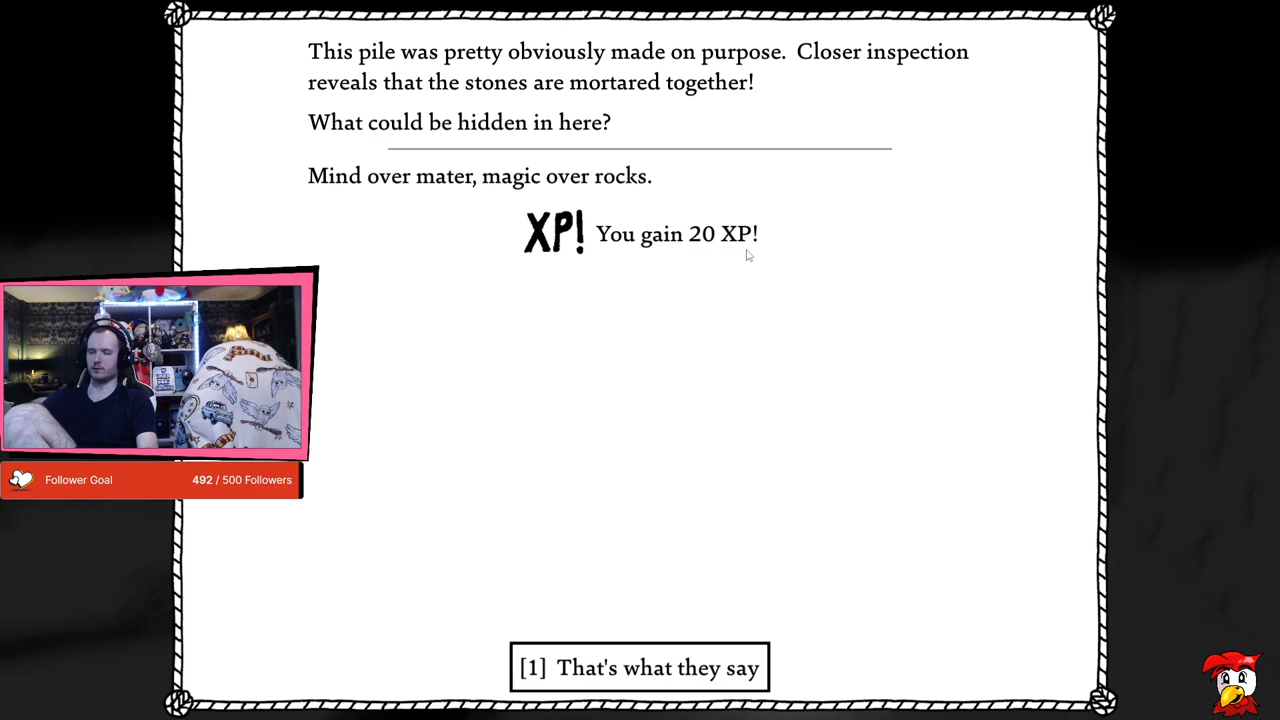 This pile was pretty obviously made on purpose. Closer inspection
reveals that the stones are mortared together!
What could be hidden in here?
Mind over mater, magic over rocks.
XP! You gain 20 XP!
Follower Goal 492 / 500 Followers
[1] That's what they say